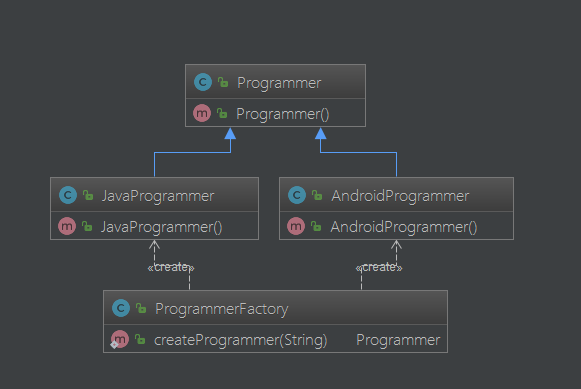 C Programmer
m Programmer()
C JavaProgrammer
m JavaProgrammer()
C AndroidProgrammer
m AndroidProgrammer()
«create»
«create»
C ProgrammerFactory
m createProgrammer(String) Programmer